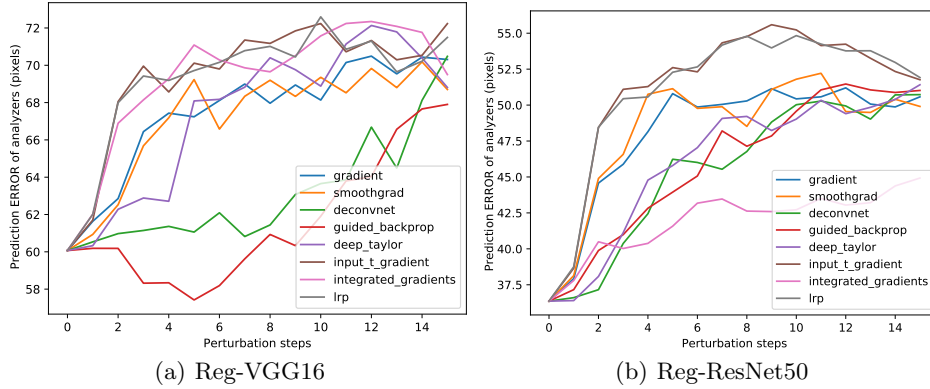 Prediction ERROR of analyzers (pixels)
72
70
68
66
64
62
60
58
0
2
4
6
8
10
12
14
Perturbation steps
gradient
smoothgrad
deconvnet
guided_backprop
deep_taylor
input_t_gradient
integrated_gradients
lrp
(a) Reg-VGG16
Prediction ERROR of analyzers (pixels)
55.0
52.5
50.0
47.5
45.0
42.5
40.0
37.5
0
2
4
6
8
10
12
14
Perturbation steps
gradient
smoothgrad
deconvnet
guided_backprop
deep_taylor
input_t_gradient
integrated_gradients
lrp
(b) Reg-ResNet50